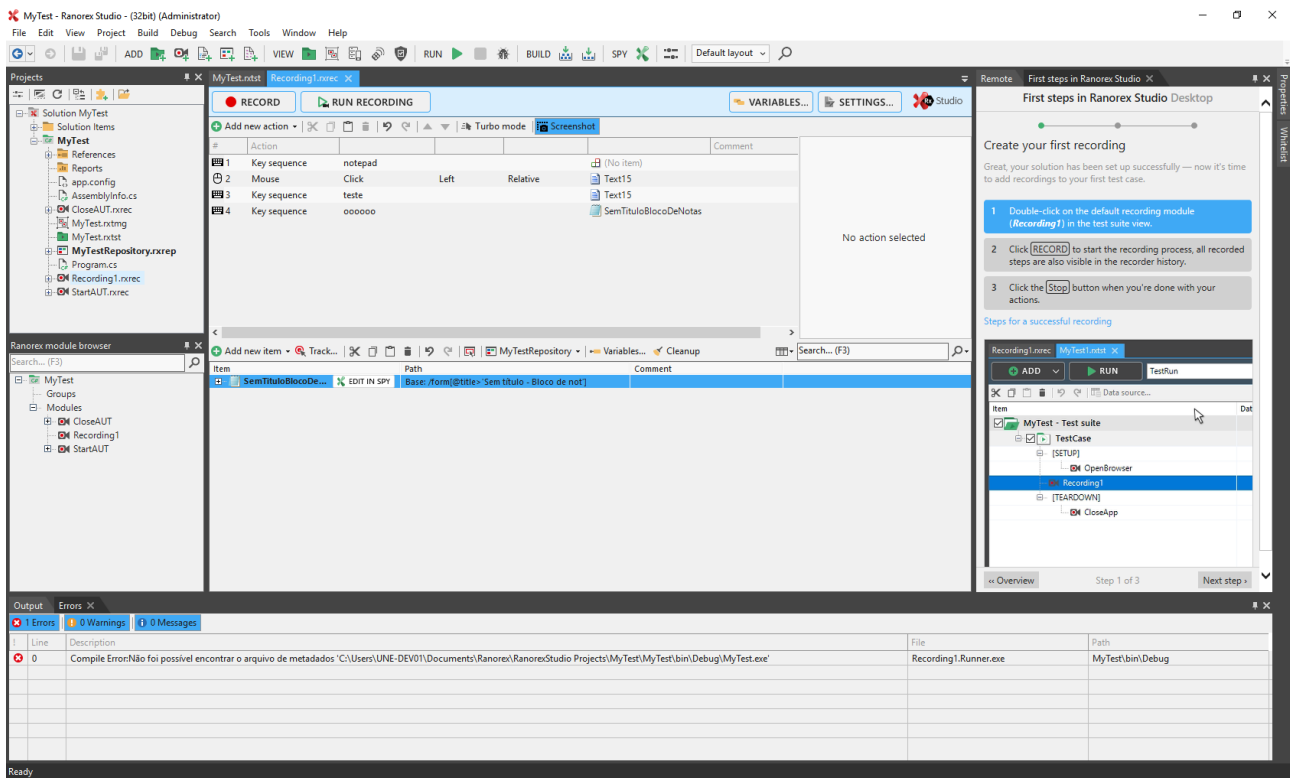 MyTest - Ranorex Studio - (32bit) (Administrator)
File Edit View Project Build Debug Search Tools Window Help
ADD VIEW RUN BUILD SPY Default layout
Projects
Solution MyTest
Solution Items
MyTest
References
Reports
app.config
AssemblyInfo.cs
CloseAUT.rxrec
MyTest.rxtmg
MyTest.rxtst
MyTestRepository.rxrep
Program.cs
Recording1.rxrec
StartAUT.rxrec
Ranorex module browser
Search... (F3)
MyTest
Groups
Modules
CloseAUT
Recording1
StartAUT
MyTest.rxtst Recording1.rxrec
RECORD RUN RECORDING VARIABLES... SETTINGS... Studio
Add new action Turbo mode Screenshot
# Action Comment
1 Key sequence notepad (No item)
2 Mouse Click Left Relative Text15
3 Key sequence teste Text15
4 Key sequence oooooo SemTituloBlocoDeNotas
No action selected
Add new item Track... MyTestRepository Variables... Cleanup Search... (F3)
Item Path Comment
SemTituloBlocoDe... EDIT IN SPY Base: /form[@title>'Sem título - Bloco de not']
Remote First steps in Ranorex Studio
First steps in Ranorex Studio Desktop
Create your first recording
Great, your solution has been set up successfully — now it's time
to add recordings to your first test case.
1 Double-click on the default recording module
(Recording1) in the test suite view.
2 Click RECORD to start the recording process, all recorded
steps are also visible in the recorder history.
3 Click the Stop button when you're done with your
actions.
Steps for a successful recording
Recording1.rxrec MyTest1.rxtst
ADD RUN TestRun
Data source...
Item Dat
MyTest - Test suite
TestCase
[SETUP]
OpenBrowser
Recording1
[TEARDOWN]
CloseApp
‹‹ Overview Step 1 of 3 Next step ›
Properties
Whitelist
Output Errors
1 Errors 0 Warnings 0 Messages
! Line Description File Path
0 Compile Error:Não foi possível encontrar o arquivo de metadados 'C:\Users\UNE-DEV01\Documents\Ranorex\RanorexStudio Projects\MyTest\MyTest\bin\Debug\MyTest.exe' Recording1.Runner.exe MyTest\bin\Debug
Ready